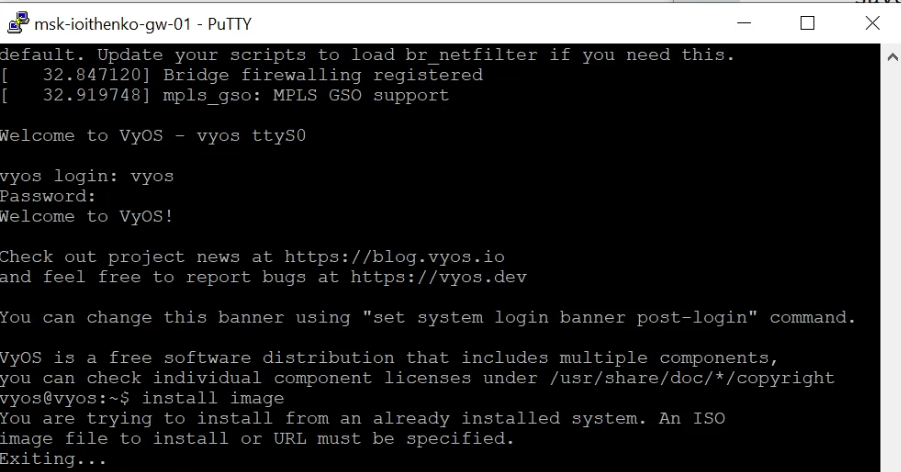 msk-ioithenko-gw-01 - PuTTY
default. Update your scripts to load br_netfilter if you need this.
[   32.847120] Bridge firewalling registered
[   32.919748] mpls_gso: MPLS GSO support
Welcome to VyOS - vyos ttyS0
vyos login: vyos
Password:
Welcome to VyOS!
Check out project news at https://blog.vyos.io
and feel free to report bugs at https://vyos.dev
You can change this banner using "set system login banner post-login" command.
VyOS is a free software distribution that includes multiple components,
you can check individual component licenses under /usr/share/doc/*/copyright
vyos@vyos:~$ install image
You are trying to install from an already installed system. An ISO
image file to install or URL must be specified.
Exiting...